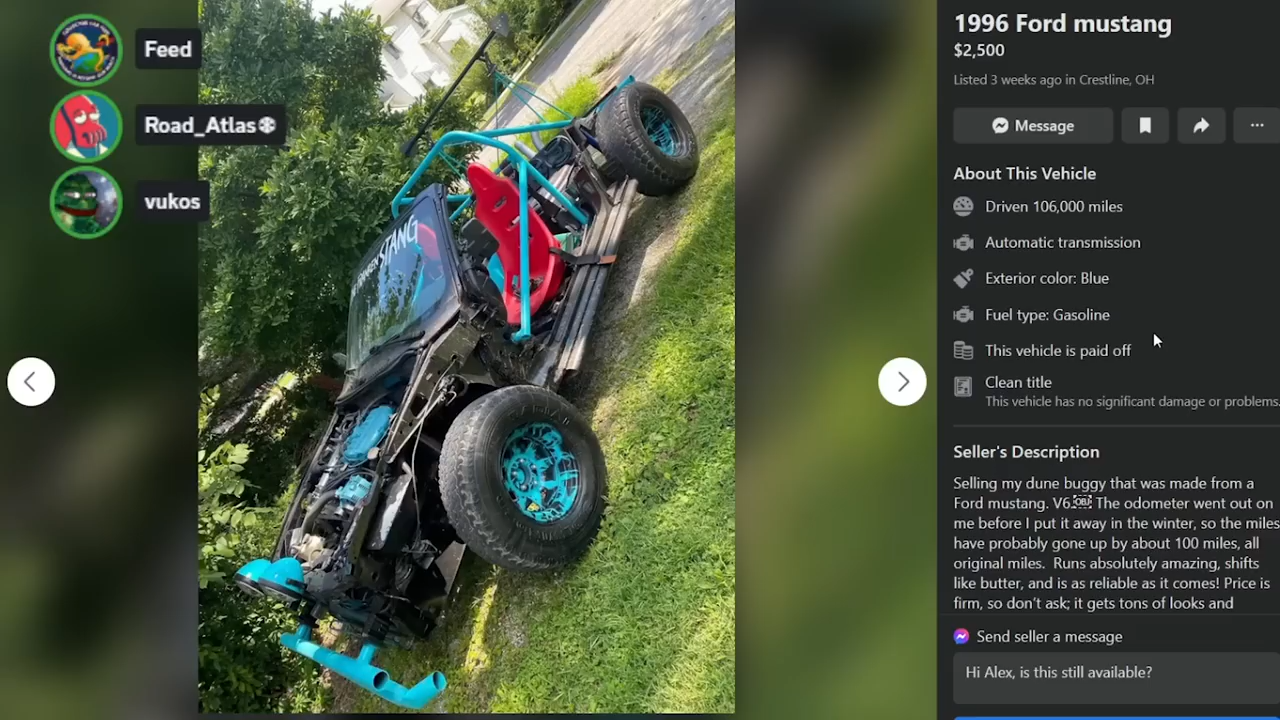 Feed
Road_Atlas
vukos
STANG
1996 Ford mustang
$2,500
Listed 3 weeks ago in Crestline, OH
Message
About This Vehicle
Driven 106,000 miles
Automatic transmission
Exterior color: Blue
Fuel type: Gasoline
This vehicle is paid off
Clean title
This vehicle has no significant damage or problems.
Seller's Description
Selling my dune buggy that was made from a
Ford mustang. V6 OBJ The odometer went out on
me before I put it away in the winter, so the miles
have probably gone up by about 100 miles, all
original miles. Runs absolutely amazing, shifts
like butter, and is as reliable as it comes! Price is
firm, so don't ask; it gets tons of looks and
Send seller a message
Hi Alex, is this still available?